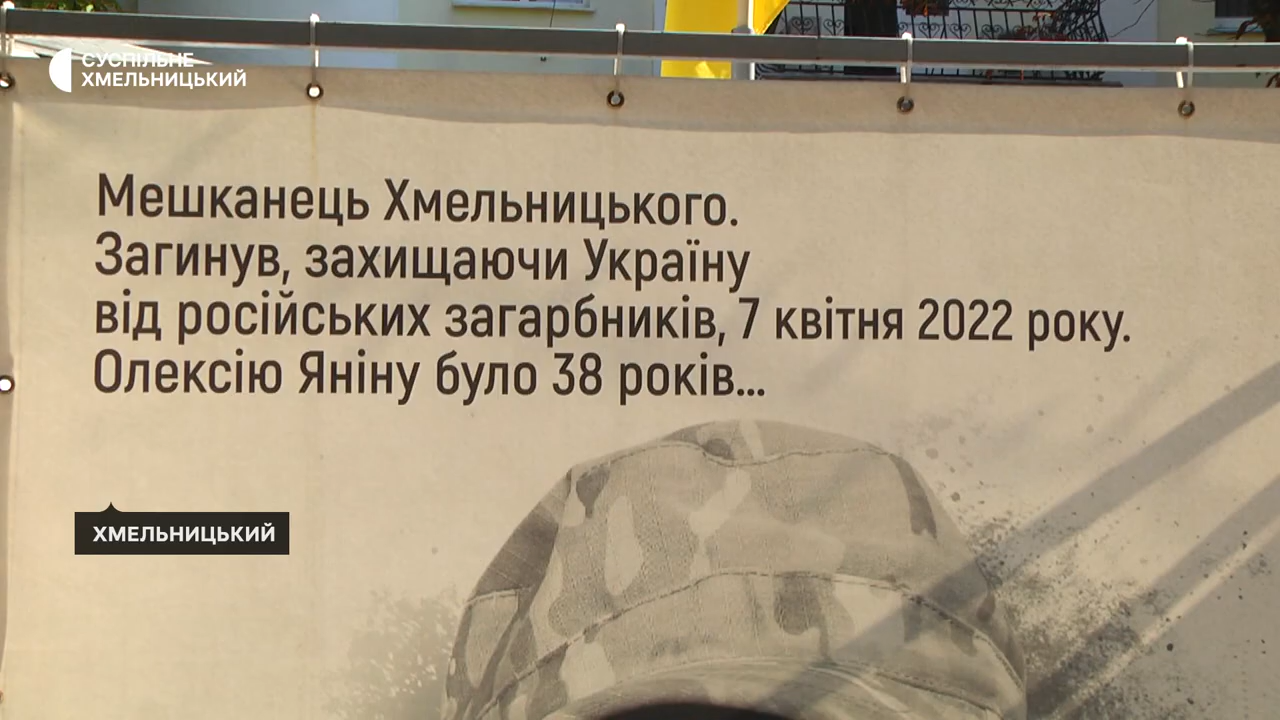 СУСПІЛЬНЕ
ХМЕЛЬНИЦЬКИЙ
Мешканець Хмельницького.
Загинув, захищаючи Україну
від російських загарбників, 7 квітня 2022 року.
Олексію Яніну було 38 років...
ХМЕЛЬНИЦЬКИЙ